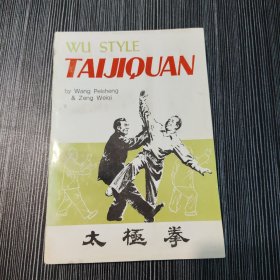 WU STYLE
TAIJIQUAN
by Wang Peisheng
& Zeng Weiqi
太極拳